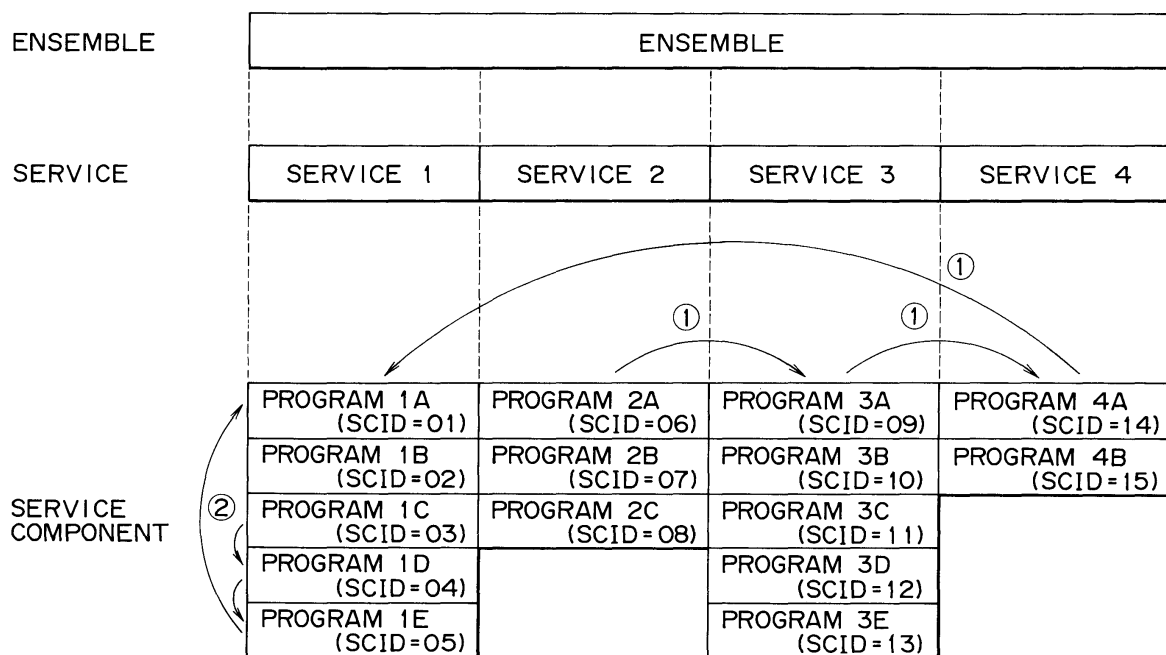 ENSEMBLE ENSEMBLE
SERVICE SERVICE 1 SERVICE 2 SERVICE 3 SERVICE 4
①
① ①
PROGRAM 1A PROGRAM 2A PROGRAM 3A PROGRAM 4A
(SCID=01) (SCID=06) (SCID=09) (SCID=14)
PROGRAM 1B PROGRAM 2B PROGRAM 3B PROGRAM 4B
(SCID=02) (SCID=07) (SCID=10) (SCID=15)
SERVICE ② PROGRAM 1C PROGRAM 2C PROGRAM 3C
COMPONENT (SCID=03) (SCID=08) (SCID=11)
PROGRAM 1D PROGRAM 3D
(SCID=04) (SCID=12)
PROGRAM 1E PROGRAM 3E
(SCID=05) (SCID=13)